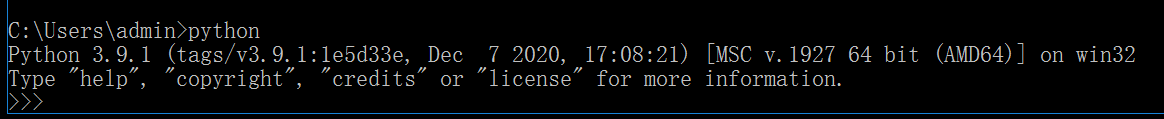 C:\Users\admin>python
Python 3.9.1 (tags/v3.9.1:1e5d33e, Dec  7 2020, 17:08:21) [MSC v.1927 64 bit (AMD64)] on win32
Type "help", "copyright", "credits" or "license" for more information.
>>>